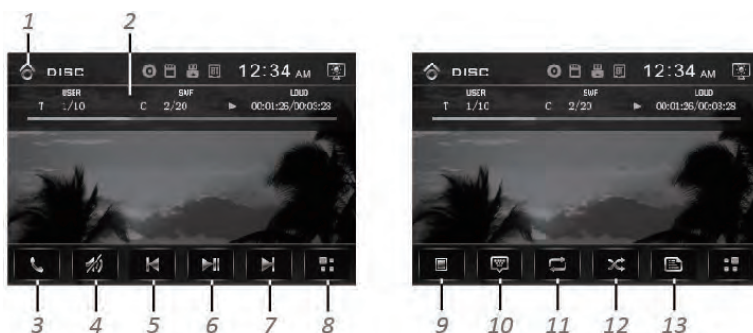 1 2
DISC 12:34 AM
USER SWF LOUD
T 1/10 C 2/20 00:01:26/00:03:28
3 4 5 6 7 8
DISC 12:34 AM
USER SWF LOUD
T 1/10 C 2/20 00:01:26/00:03:28
9 10 11 12 13